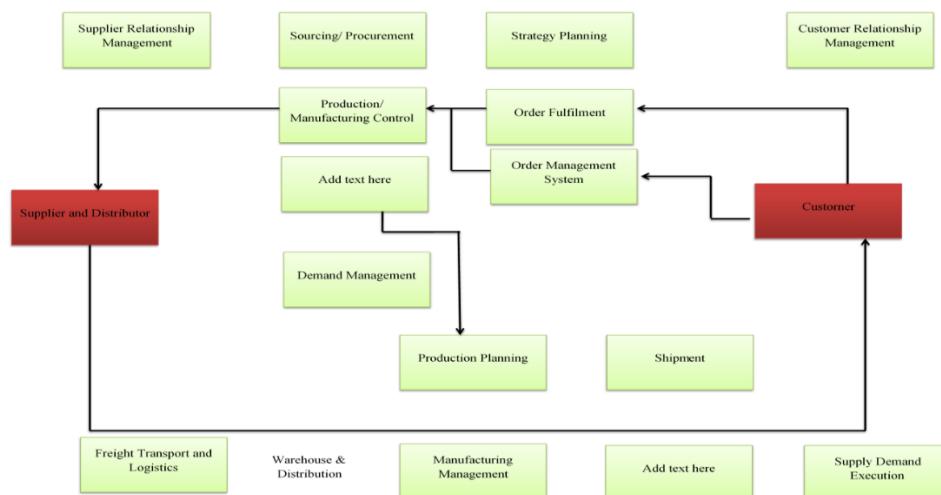 Supplier Relationship
Management
Sourcing/ Procurement
Strategy Planning
Customer Relationship
Management
Production/
Manufacturing Control
Order Fulfilment
Order Management
System
Add text here
Supplier and Distributor
Custorner
Demand Management
Production Planning
Shipment
Freight Transport and
Logistics
Warehouse &
Distribution
Manufacturing
Management
Add text here
Supply Demand
Execution